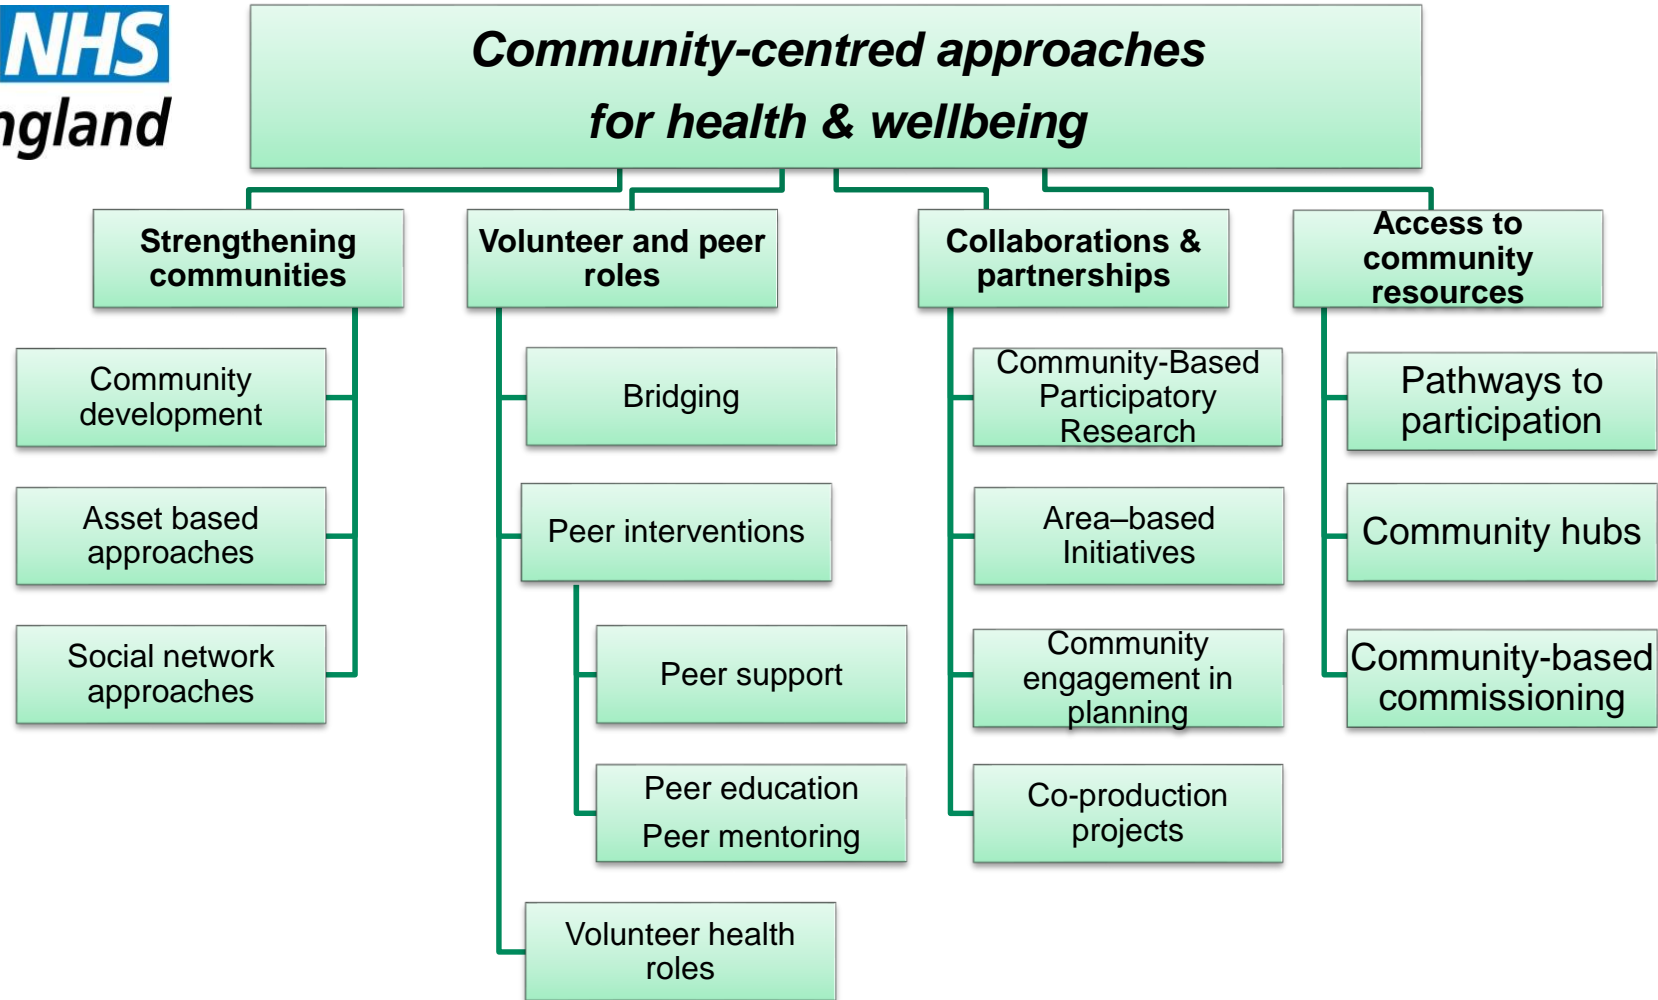 NHS
ngland
Community-centred approaches
for health & wellbeing
Strengthening
communities
Community
development
Asset based
approaches
Social network
approaches
Volunteer and peer
roles
Bridging
Peer interventions
Peer support
Peer education
Peer mentoring
Volunteer health
roles
Collaborations &
partnerships
Community-Based
Participatory
Research
Area–based
Initiatives
Community
engagement in
planning
Co-production
projects
Access to
community
resources
Pathways to
participation
Community hubs
Community-based
commissioning